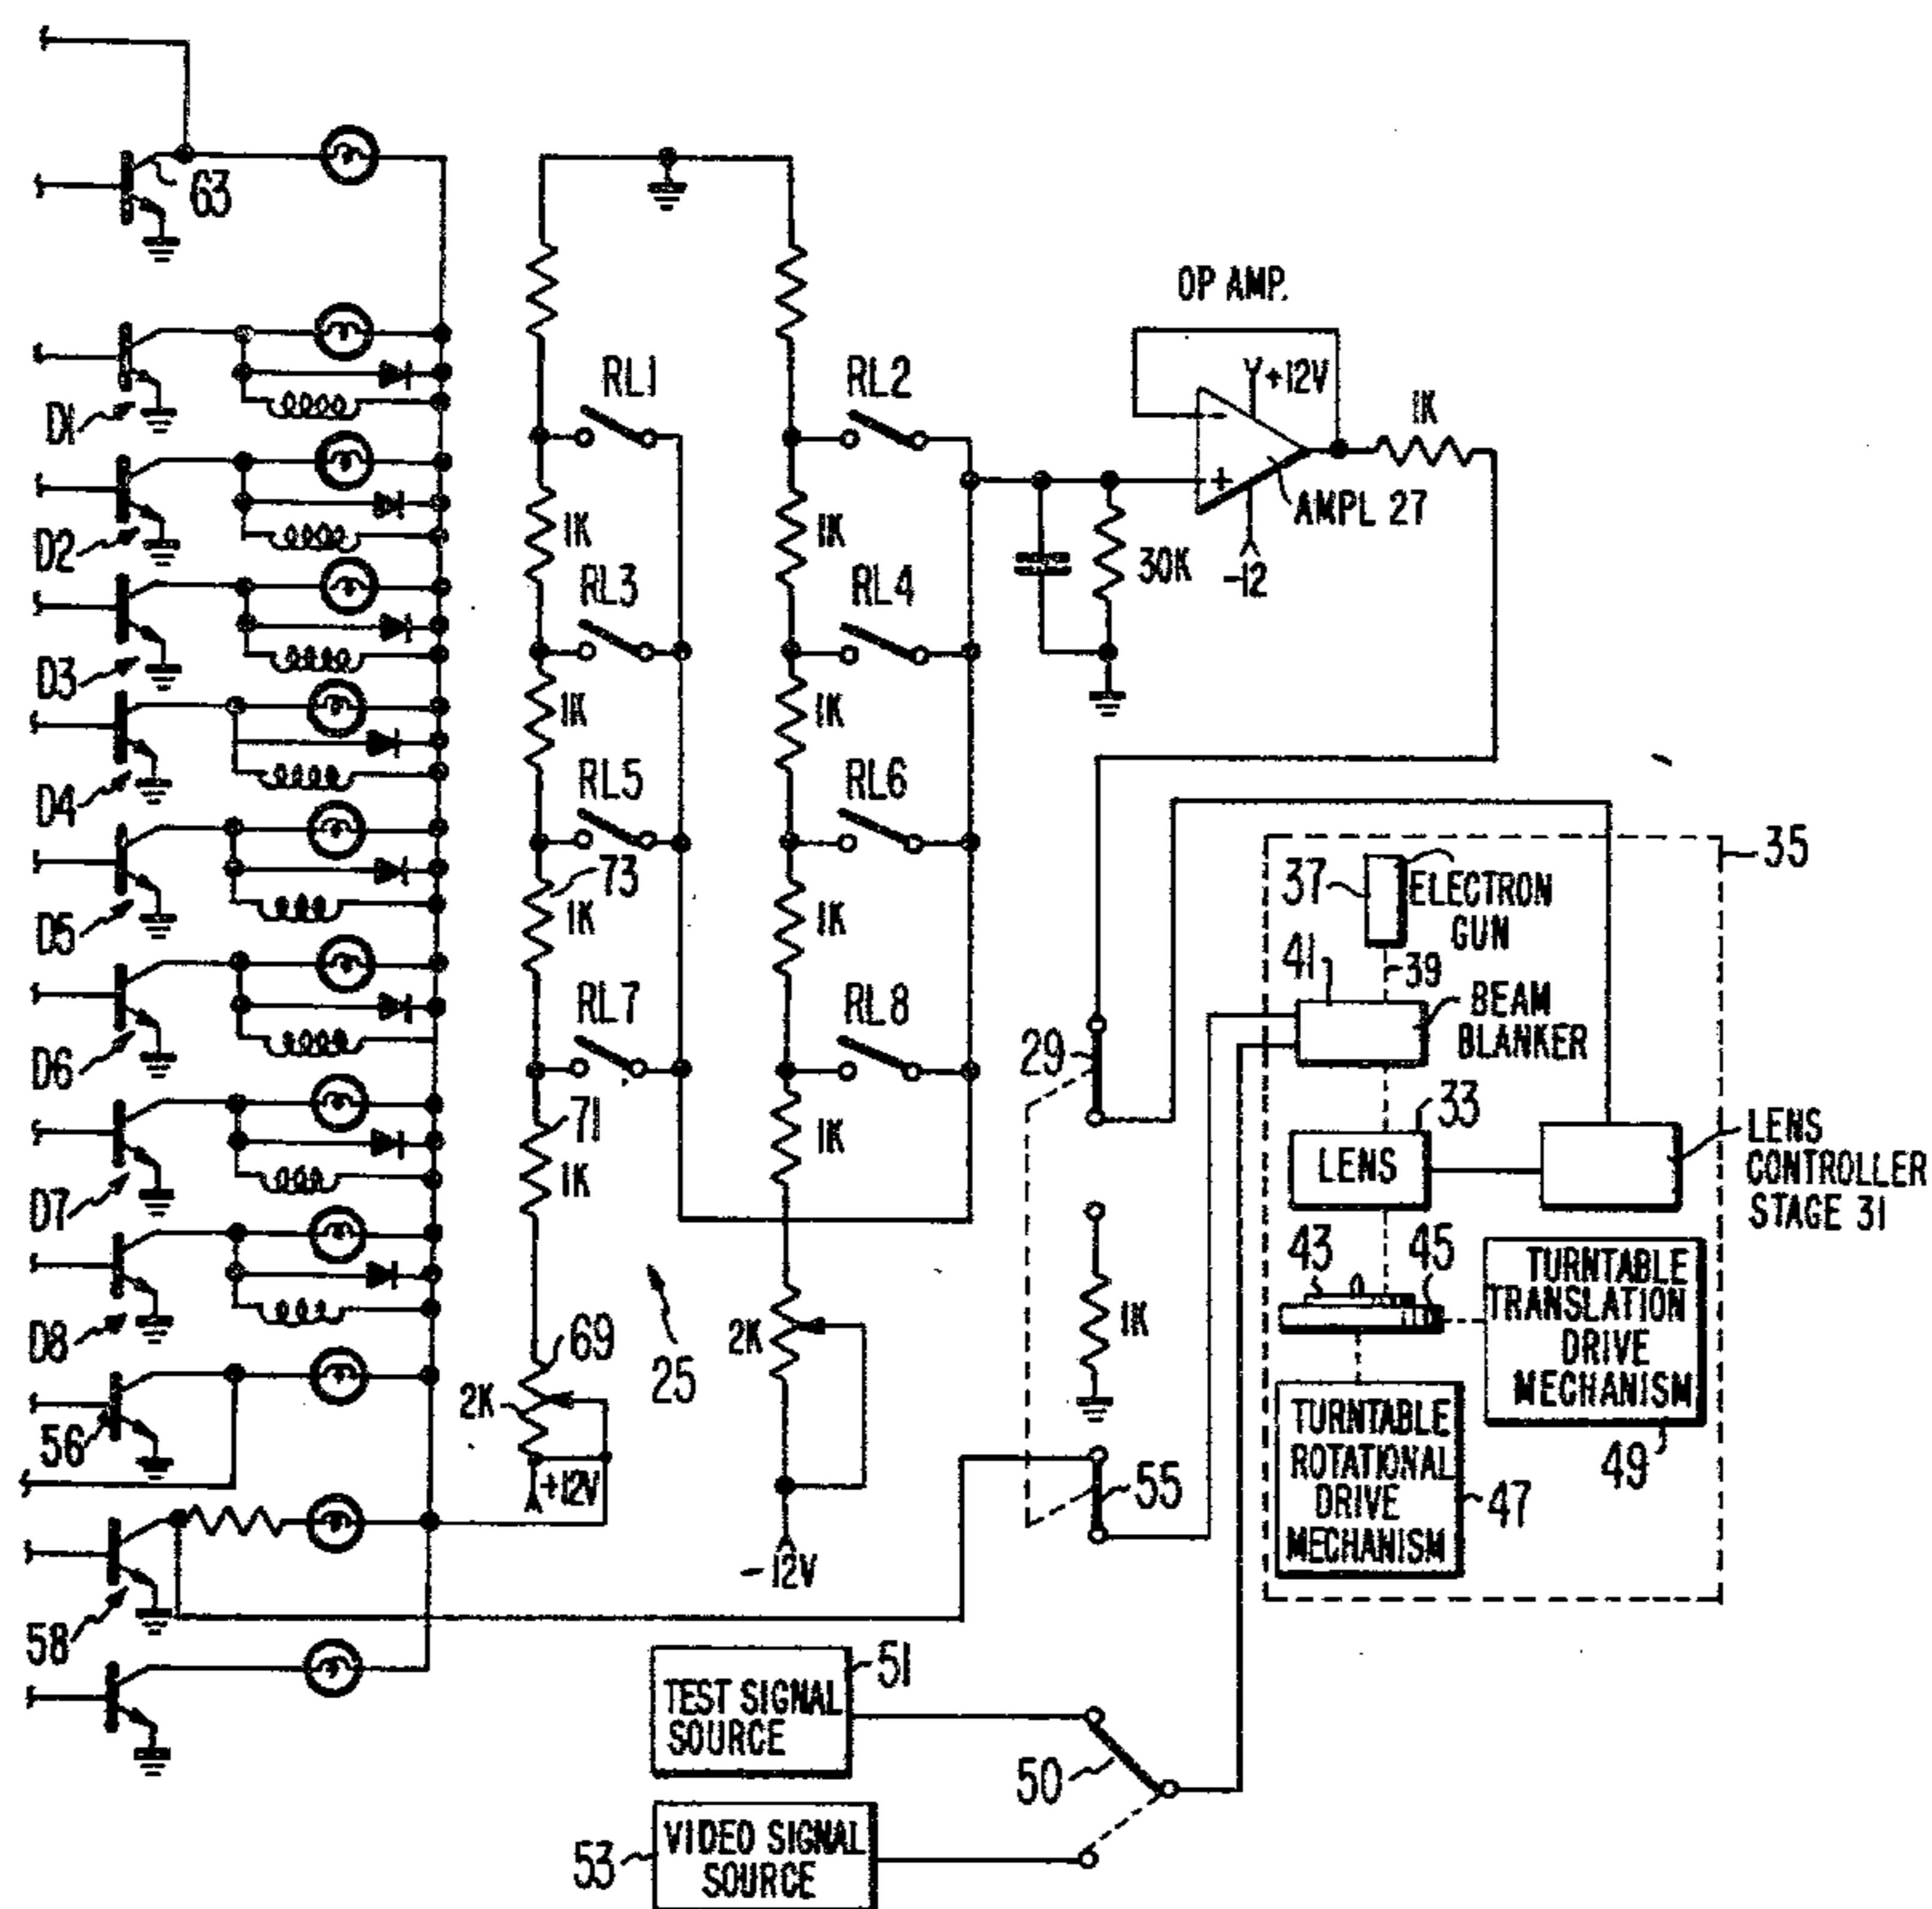 63
OP AMP.
RL1
RL2
+12V
1K
D1
AMPL 27
1K
1K
30K
-12
D2
RL3
RL4
D3
1K
1K
RL5
RL6
D4
35
73
37
ELECTRON
GUN
1K
1K
D5
41
39
BEAM
BLANKER
RL7
RL8
29
D6
33
71
1K
1K
LENS
LENS
CONTROLLER
STAGE 31
D7
43
45
TURNTABLE
TRANSLATION
DRIVE
MECHANISM
2K
1K
69
25
D8
2K
TURNTABLE
ROTATIONAL
DRIVE
MECHANISM
49
56
+12V
55
47
-12V
58
TEST SIGNAL
SOURCE
51
50
53
VIDEO SIGNAL
SOURCE